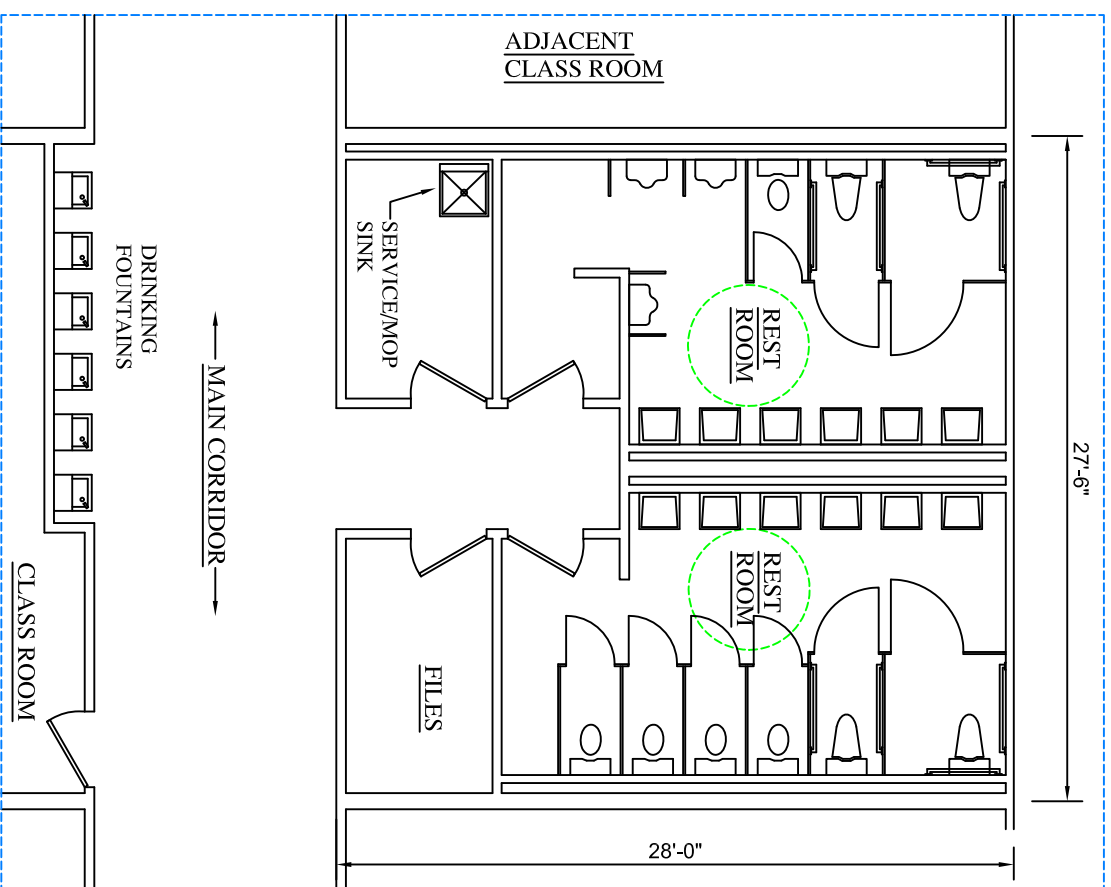 ADJACENT
CLASS ROOM
SERVICE/MOP
SINK
DRINKING
FOUNTAINS
MAIN CORRIDOR
REST
ROOM
REST
ROOM
27'-6"
CLASS ROOM
FILES
28'-0"